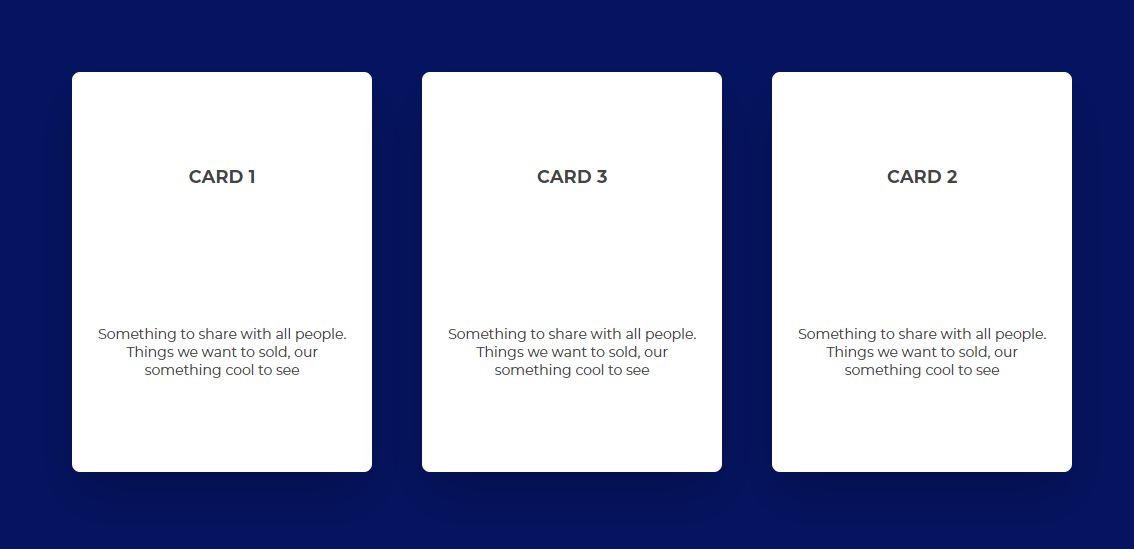 CARD 1
Something to share with all people.
Things we want to sold, our
something cool to see
CARD 3
Something to share with all people.
Things we want to sold, our
something cool to see
CARD 2
Something to share with all people.
Things we want to sold, our
something cool to see